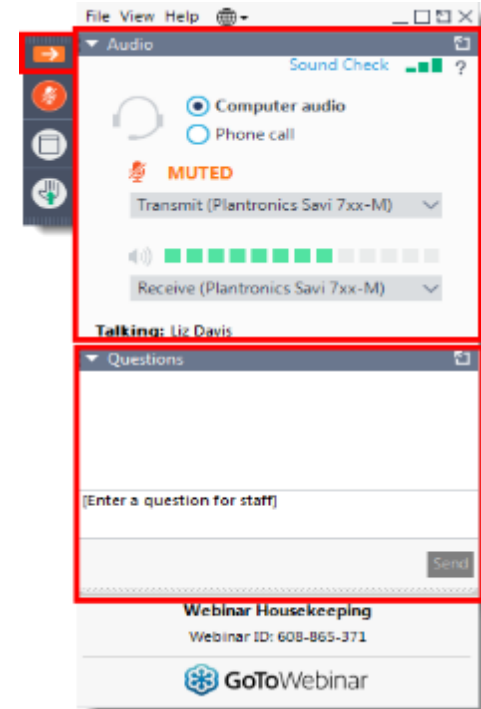 File View Help
Audio
Sound Check ?
Computer audio
Phone call
MUTED
Transmit (Plantronics Savi 7xx-M)
Receive (Plantronics Savi 7xx-M)
Talking: Liz Davis
Questions
[Enter a question for staff]
Send
Webinar Housekeeping
Webinar ID: 608-865-371
GoToWebinar